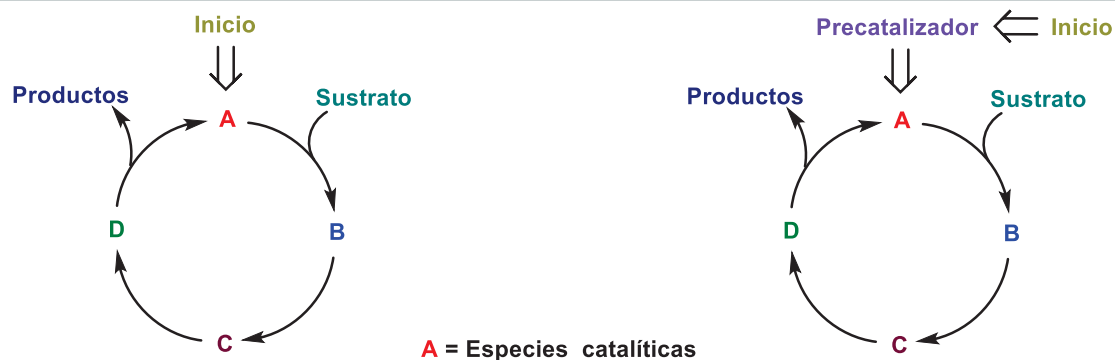 Inicio
Productos
Sustrato
A
D
B
C
Precatalizador
Inicio
Productos
Sustrato
A
D
B
C
A = Especies catalíticas